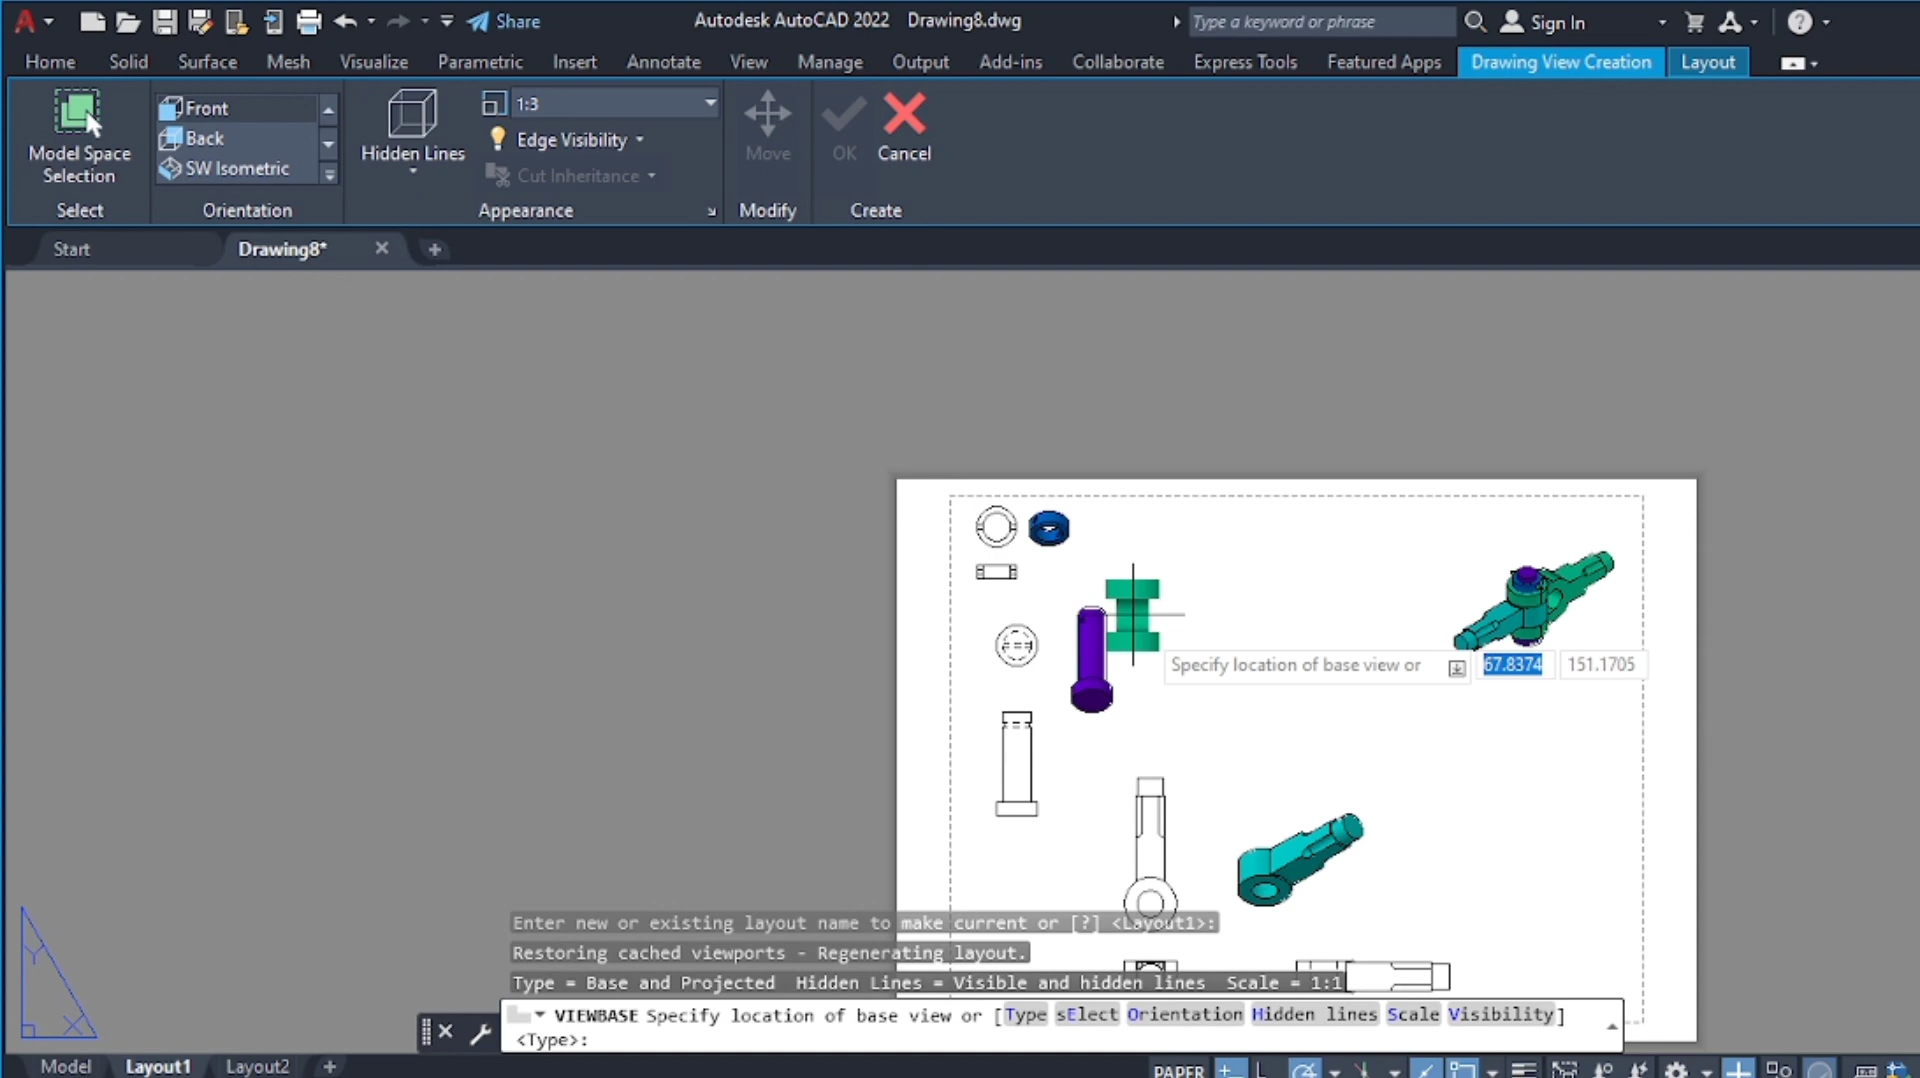 Share
Autodesk AutoCAD 2022 Drawing8.dwg
Type a keyword or phrase
Sign In
Home Solid Surface Mesh Visualize Parametric Insert Annotate View Manage Output Add-ins Collaborate Express Tools Featured Apps Drawing View Creation Layout
Model Space
Selection
Select
Front
Back
SW Isometric
Orientation
Hidden Lines
1:3
Edge Visibility
Cut Inheritance
Appearance
Move
Modify
OK
Cancel
Create
Start
Drawing8*
Specify location of base view or 67.8374 151.1705
Enter new or existing layout name to make current or [?] <Layout1>:
Restoring cached viewports - Regenerating layout.
Type = Base and Projected Hidden Lines = Visible and hidden lines Scale = 1:1
VIEWBASE Specify location of base view or [Type sElect Orientation Hidden lines Scale Visibility]
<Type>:
Y
X
Model Layout1 Layout2
PAPER